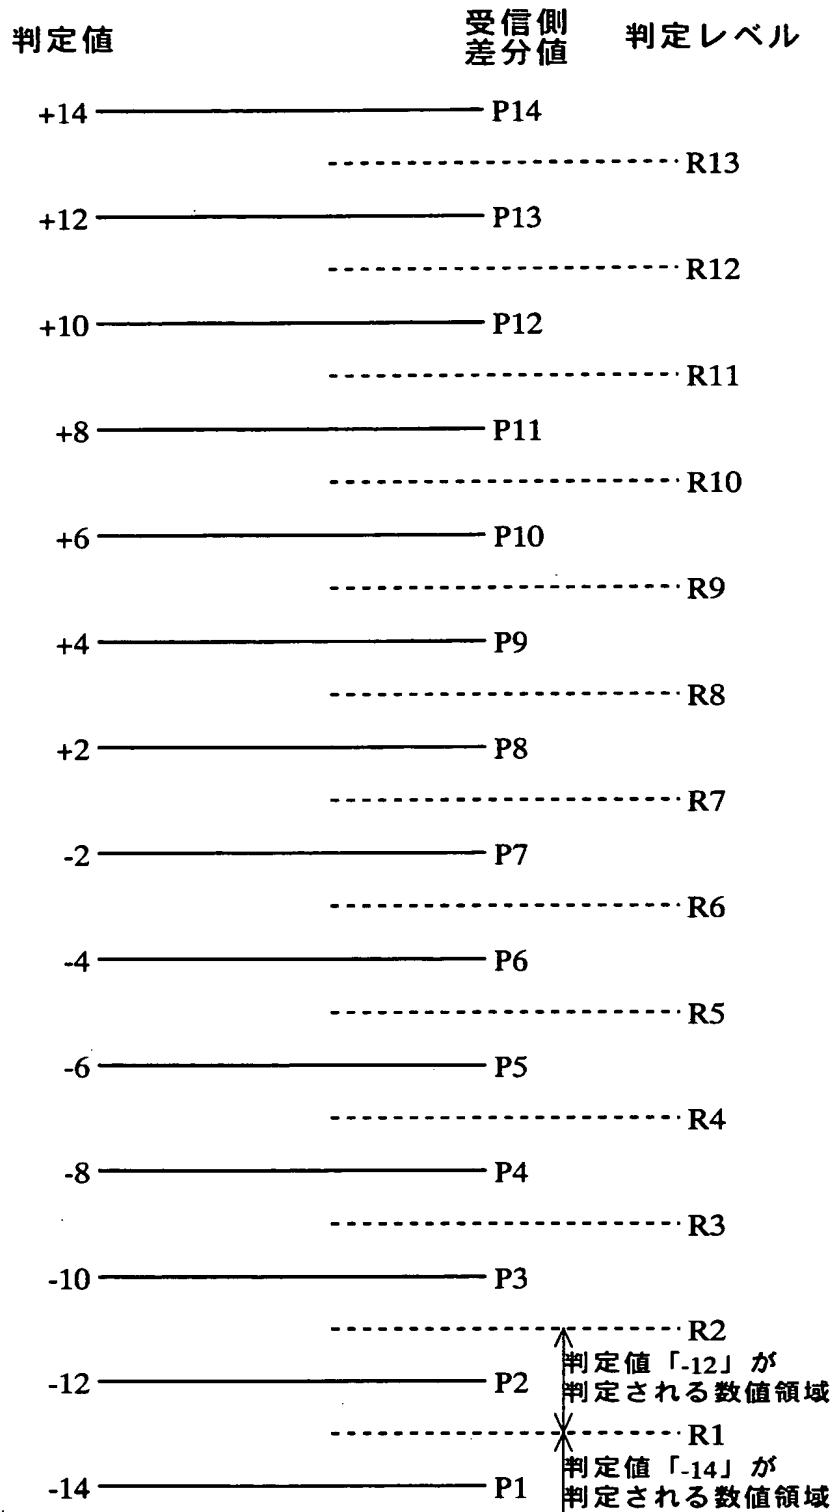 判定値 受信側差分値 判定レベル
+14 P14
R13
+12 P13
R12
+10 P12
R11
+8 P11
R10
+6 P10
R9
+4 P9
R8
+2 P8
R7
-2 P7
R6
-4 P6
R5
-6 P5
R4
-8 P4
R3
-10 P3
R2
判定値「-12」が
-12 P2 判定される数値領域
R1
判定値「-14」が
-14 P1 判定される数値領域